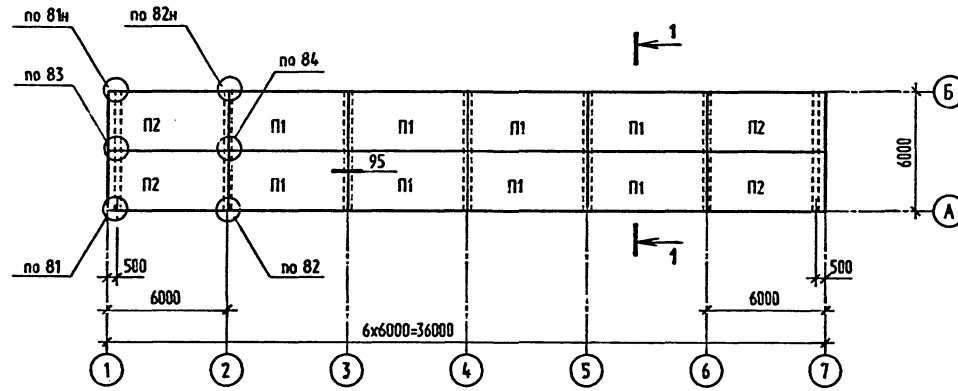 по 81н
по 82н
1
по 83
по 84
Б
П2 П1 П1 П1 П1 П2
6000
95
П2 П1 П1 П1 П1 П2
А
по 81
500
по 82
1
500
6000
6000
6х6000=36000
1 2 3 4 5 6 7